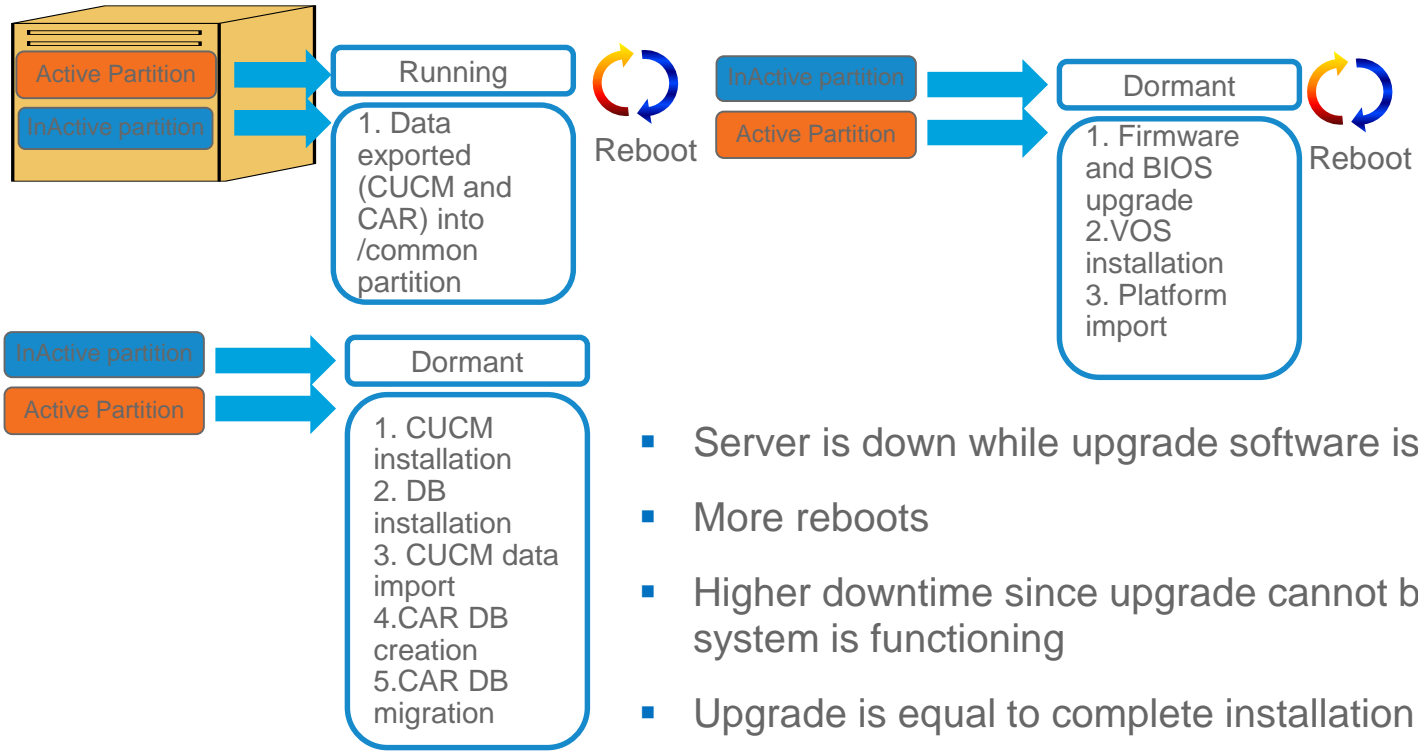 Active Partition
InActive partition
Running
1. Data
exported
(CUCM and
CAR) into
/common
partition
Reboot
InActive partition
Active Partition
Dormant
1. Firmware
and BIOS
upgrade
2.VOS
installation
3. Platform
import
Reboot
InActive partition
Active Partition
Dormant
1. CUCM
installation
2. DB
installation
3. CUCM data
import
4.CAR DB
creation
5.CAR DB
migration
▪ Server is down while upgrade software is
▪ More reboots
▪ Higher downtime since upgrade cannot b
system is functioning
▪ Upgrade is equal to complete installation